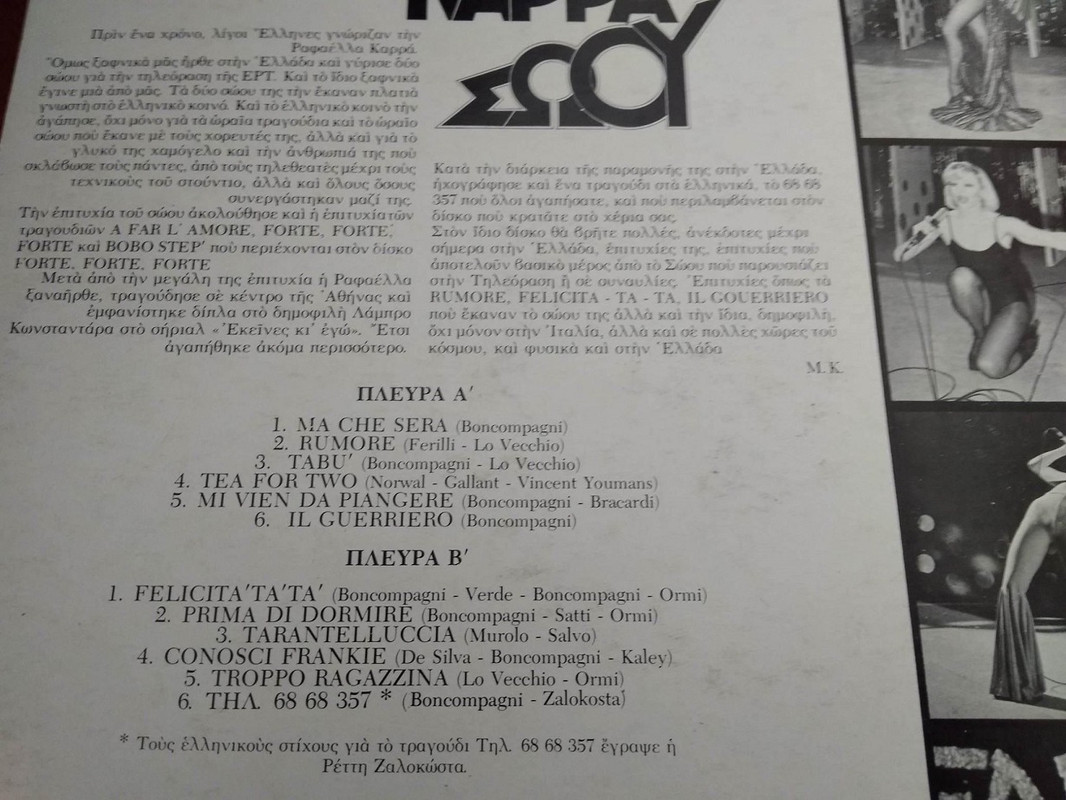 ΚΑΡΡΑ
ΣΩΟΥ
Πρὶν ἕνα χρόνο, λίγοι Ἕλληνες γνώριζαν τὴν
Ραφαέλλα Καρρά.
Ὅμως ξαφνικὰ μᾶς ἦρθε στὴν Ἑλλάδα καὶ γύρισε δύο
σώου γιὰ τὴν τηλεόραση τῆς ΕΡΤ. Καὶ τὸ ἴδιο ξαφνικὰ
ἔγινε μιὰ ἀπὸ μᾶς. Τὰ δύο σώου της τὴν ἔκαναν πλατιὰ
γνωστὴ στὸ ἑλληνικὸ κοινό. Καὶ τὸ ἑλληνικὸ κοινὸ τὴν
ἀγάπησε, ὄχι μόνο γιὰ τὰ ὡραῖα τραγούδια καὶ τὸ ὡραῖο
σώου ποὺ ἔκανε μὲ τοὺς χορευτές της, ἀλλὰ καὶ γιὰ τὸ
γλυκό της χαμόγελο καὶ τὴν ἀνθρωπιά της ποὺ
σκλάβωσε τοὺς πάντες, ἀπὸ τοὺς τηλεθεατὲς μέχρι τοὺς
τεχνικοὺς τοῦ στούντιο, ἀλλὰ καὶ ὅλους ὅσους
συνεργάστηκαν μαζί της.
Τὴν ἐπιτυχία τοῦ σώου ἀκολούθησε καὶ ἡ ἐπιτυχία τῶν
τραγουδιῶν A FAR L' AMORE, FORTE, FORTE,
FORTE καὶ BOBO STEP' ποὺ περιέχονται στὸν δίσκο
FORTE, FORTE, FORTE
Μετὰ ἀπὸ τὴν μεγάλη της ἐπιτυχία ἡ Ραφαέλλα
ξαναῆρθε, τραγούδησε σὲ κέντρο τῆς Ἀθήνας καὶ
ἐμφανίστηκε δίπλα στὸ δημοφιλῆ Λάμπρο
Κωνσταντάρα στὸ σήριαλ «Ἐκεῖνες κι' ἐγώ». Ἔτσι
ἀγαπήθηκε ἀκόμα περισσότερο.
Κατὰ τὴν διάρκεια τῆς παραμονῆς της στὴν Ἑλλάδα,
ἠχογράφησε καὶ ἕνα τραγούδι στὰ ἑλληνικά, τὸ 68 68
357 ποὺ ὅλοι ἀγαπήσατε, καὶ ποὺ περιλαμβάνεται στὸν
δίσκο ποὺ κρατᾶτε στὸ χέρια σας.
Στὸν ἴδιο δίσκο θὰ βρῆτε πολλές, ἀνέκδοτες μέχρι
σήμερα στὴν Ἑλλάδα, ἐπιτυχίες της, ἐπιτυχίες ποὺ
ἀποτελοῦν βασικὸ μέρος ἀπὸ τὸ Σώου ποὺ παρουσιάζει
στὴν Τηλεόραση ἢ σὲ συναυλίες. Ἐπιτυχίες ὅπως τὰ
RUMORE, FELICITA - TA - TA, IL GOUERRIERO
ποὺ ἔκαναν τὸ σώου της ἀλλὰ καὶ τὴν ἴδια, δημοφιλῆ,
ὄχι μόνον στὴν Ἰταλία, ἀλλὰ καὶ σὲ πολλὲς χῶρες τοῦ
κόσμου, καὶ φυσικὰ καὶ στὴν Ἑλλάδα
Μ. Κ.
ΠΛΕΥΡΑ Α'
1. MA CHE SERA (Boncompagni)
2. RUMORE (Ferilli - Lo Vecchio)
3. TABU' (Boncompagni - Lo Vecchio)
4. TEA FOR TWO (Norwal - Gallant - Vincent Youmans)
5. MI VIEN DA PIANGERE (Boncompagni - Bracardi)
6. IL GUERRIERO (Boncompagni)
ΠΛΕΥΡΑ Β'
1. FELICITA'TA'TA' (Boncompagni - Verde - Boncompagni - Ormi)
2. PRIMA DI DORMIRE (Boncompagni - Satti - Ormi)
3. TARANTELLUCCIA (Murolo - Salvo)
4. CONOSCI FRANKIE (De Silva - Boncompagni - Kaley)
5. TROPPO RAGAZZINA (Lo Vecchio - Ormi)
6. ΤΗΛ. 68 68 357 * (Boncompagni - Zalokosta)
* Τοὺς ἑλληνικοὺς στίχους γιὰ τὸ τραγούδι Τηλ. 68 68 357 ἔγραψε ἡ
Ρέττη Ζαλοκώστα.